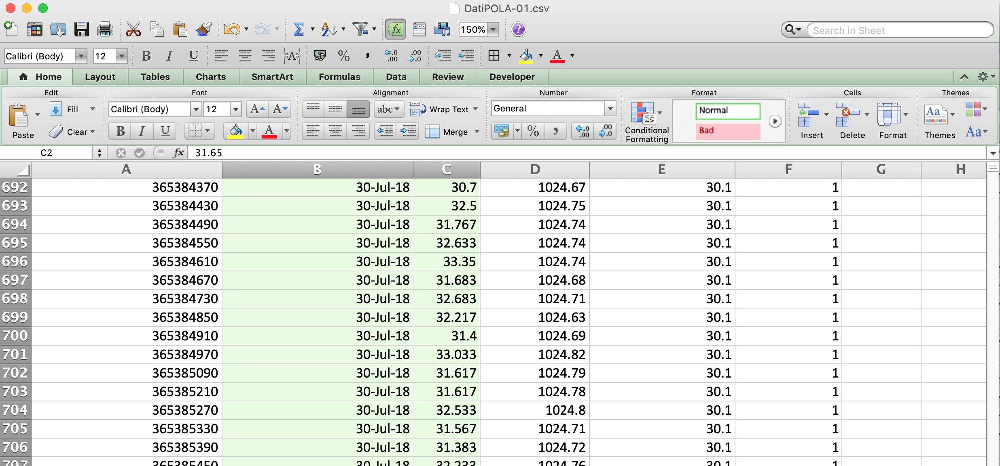 DatiPOLA-01.csv
150% Search in Sheet
Calibri (Body) 12 B I U A % .0 .00 .00 .0 A
Home Layout Tables Charts SmartArt Formulas Data Review Developer
Edit Font Alignment Number Format Cells Themes
Fill Calibri (Body) 12 A A abc Wrap Text General Normal
Paste Clear B I U A Merge % .0 .00 .00 .0 Conditional Formatting Bad Insert Delete Format Themes Aa
C2 fx 31.65
A B C D E F G H
692 365384370 30-Jul-18 30.7 1024.67 30.1 1
693 365384430 30-Jul-18 32.5 1024.75 30.1 1
694 365384490 30-Jul-18 31.767 1024.74 30.1 1
695 365384550 30-Jul-18 32.633 1024.74 30.1 1
696 365384610 30-Jul-18 33.35 1024.74 30.1 1
697 365384670 30-Jul-18 31.683 1024.68 30.1 1
698 365384730 30-Jul-18 32.683 1024.71 30.1 1
699 365384850 30-Jul-18 32.217 1024.63 30.1 1
700 365384910 30-Jul-18 31.4 1024.69 30.1 1
701 365384970 30-Jul-18 33.033 1024.82 30.1 1
702 365385090 30-Jul-18 31.617 1024.79 30.1 1
703 365385210 30-Jul-18 31.617 1024.78 30.1 1
704 365385270 30-Jul-18 32.533 1024.8 30.1 1
705 365385330 30-Jul-18 31.567 1024.71 30.1 1
706 365385390 30-Jul-18 31.383 1024.72 30.1 1
707 365385450 30-Jul-18 32.233 1024.76 30.1 1